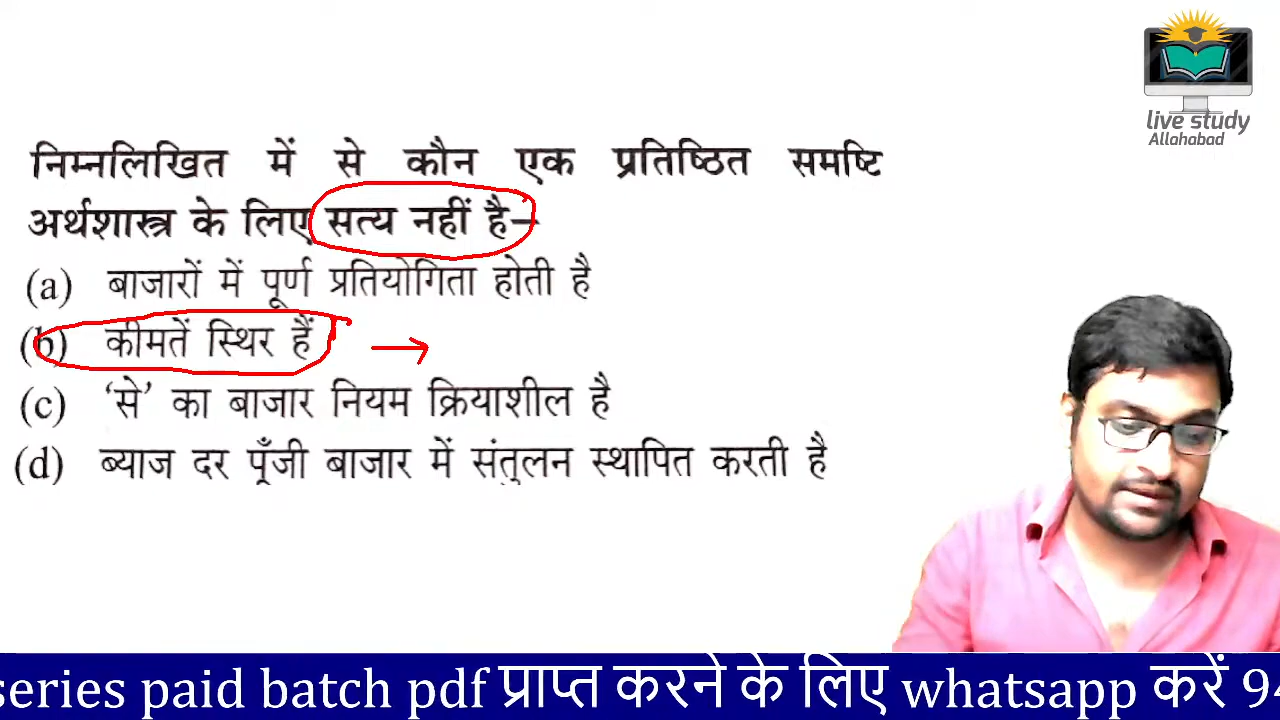 live study
Allahabad
निम्नलिखित में से कौन एक प्रतिष्ठित समष्टि
अर्थशास्त्र के लिए सत्य नहीं है–
(a) बाजारों में पूर्ण प्रतियोगिता होती है
(b) कीमतें स्थिर हैं
(c) ‘से’ का बाजार नियम क्रियाशील है
(d) ब्याज दर पूँजी बाजार में संतुलन स्थापित करती है
series paid batch pdf प्राप्त करने के लिए whatsapp करें 94